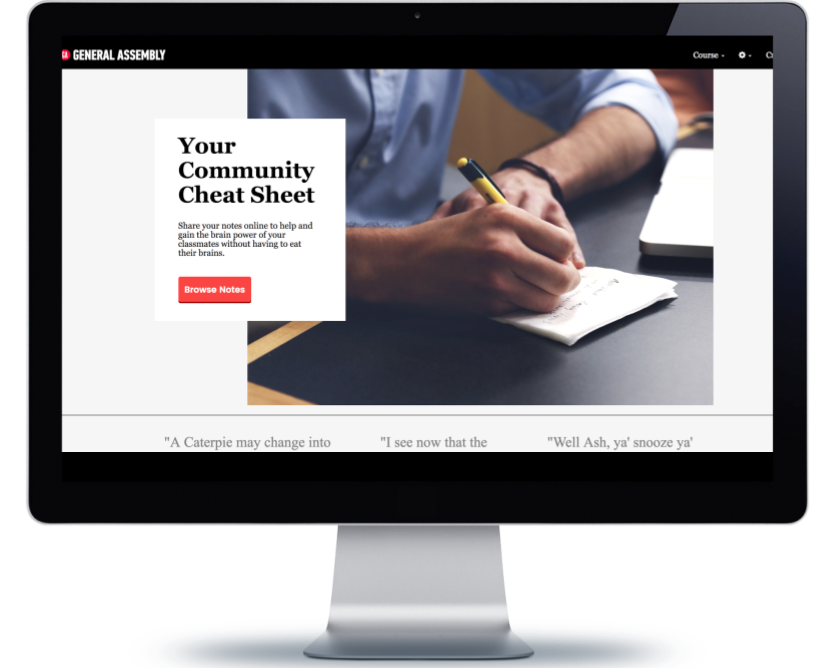 GA GENERAL ASSEMBLY
Course
Your
Community
Cheat Sheet
Share your notes online to help and
gain the brain power of your
classmates without having to eat
their brains.
Browse Notes
"A Caterpie may change into
"I see now that the
"Well Ash, ya' snooze ya'